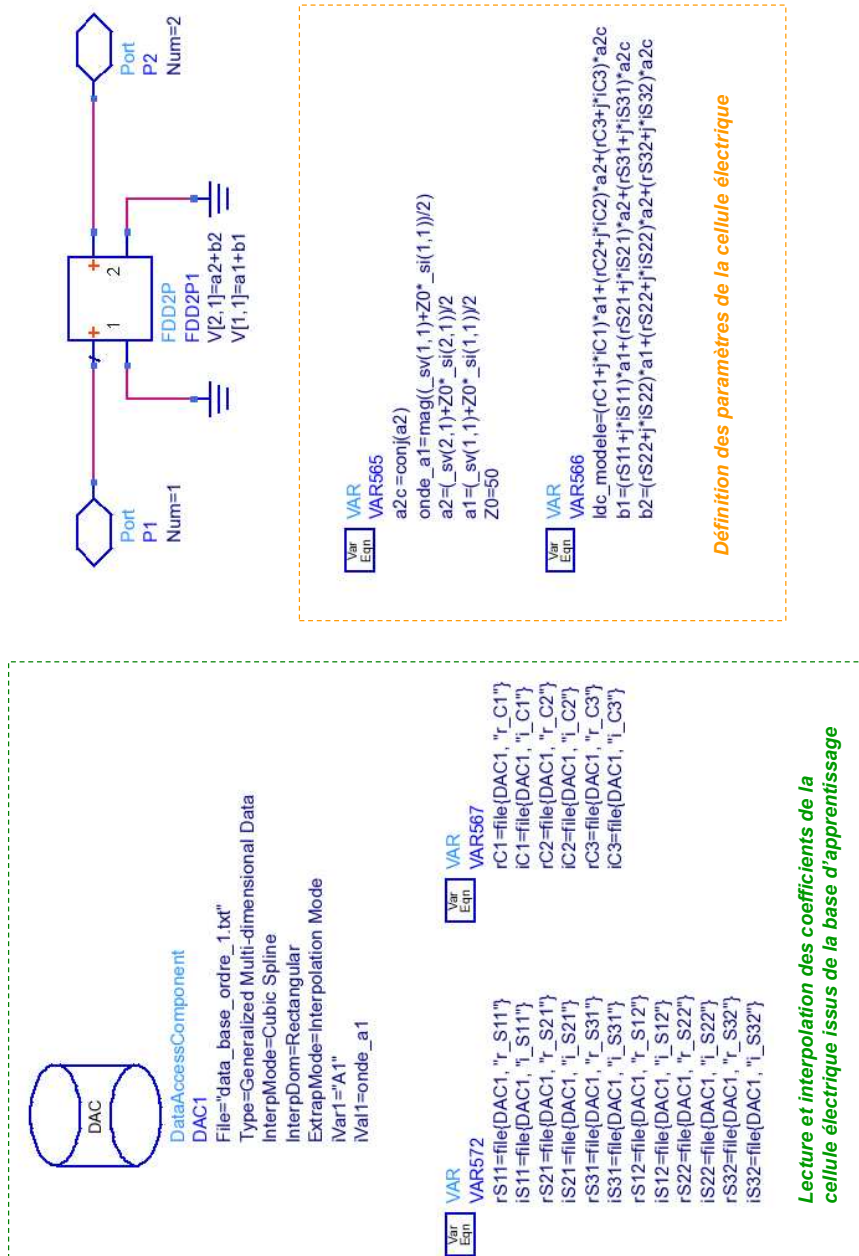 DAC
DataAccessComponent
DAC1
File="data_base_ordre_1.txt"
Type=Generalized Multi-dimensional Data
InterpMode=Cubic Spline
InterpDom=Rectangular
ExtrapMode=Interpolation Mode
iVar1="A1"
iVal1=onde_a1
Var
Eqn
VAR
VAR572
rS11=file{DAC1, "r_S11"}
iS11=file{DAC1, "i_S11"}
rS21=file{DAC1, "r_S21"}
iS21=file{DAC1, "i_S21"}
rS31=file{DAC1, "r_S31"}
iS31=file{DAC1, "i_S31"}
rS12=file{DAC1, "r_S12"}
iS12=file{DAC1, "i_S12"}
rS22=file{DAC1, "r_S22"}
iS22=file{DAC1, "i_S22"}
rS32=file{DAC1, "r_S32"}
iS32=file{DAC1, "i_S32"}
Var
Eqn
VAR
VAR567
rC1=file{DAC1, "r_C1"}
iC1=file{DAC1, "i_C1"}
rC2=file{DAC1, "r_C2"}
iC2=file{DAC1, "i_C2"}
rC3=file{DAC1, "r_C3"}
iC3=file{DAC1, "i_C3"}
Lecture et interpolation des coefficients de la
cellule électrique issus de la base d'apprentissage
Port
P1
Num=1
1
2
+
+
FDD2P
FDD2P1
V[2,1]=a2+b2
V[1,1]=a1+b1
Port
P2
Num=2
Var
Eqn
VAR
VAR565
a2c=conj(a2)
onde_a1=mag((_sv(1,1)+Z0*_si(1,1))/2)
a2=(_sv(2,1)+Z0*_si(2,1))/2
a1=(_sv(1,1)+Z0*_si(1,1))/2
Z0=50
Var
Eqn
VAR
VAR566
Idc_modele=(rC1+j*iC1)*a1+(rC2+j*iC2)*a2+(rC3+j*iC3)*a2c
b1=(rS11+j*iS11)*a1+(rS21+j*iS21)*a2+(rS31+j*iS31)*a2c
b2=(rS22+j*iS22)*a1+(rS22+j*iS22)*a2+(rS32+j*iS32)*a2c
Définition des paramètres de la cellule électrique